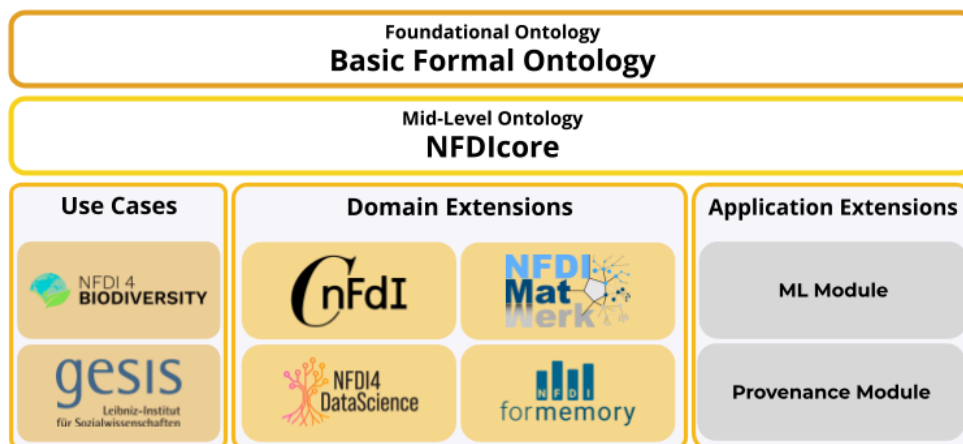 Foundational Ontology
Basic Formal Ontology
Mid-Level Ontology
NFDIcore
Use Cases
NFDI 4
BIODIVERSITY
gesis
Leibniz-Institut
für Sozialwissenschaften
Domain Extensions
CnFdI
NFDI
Mat
Werk
NFDI4
DataScience
NFDI
formemory
Application Extensions
ML Module
Provenance Module